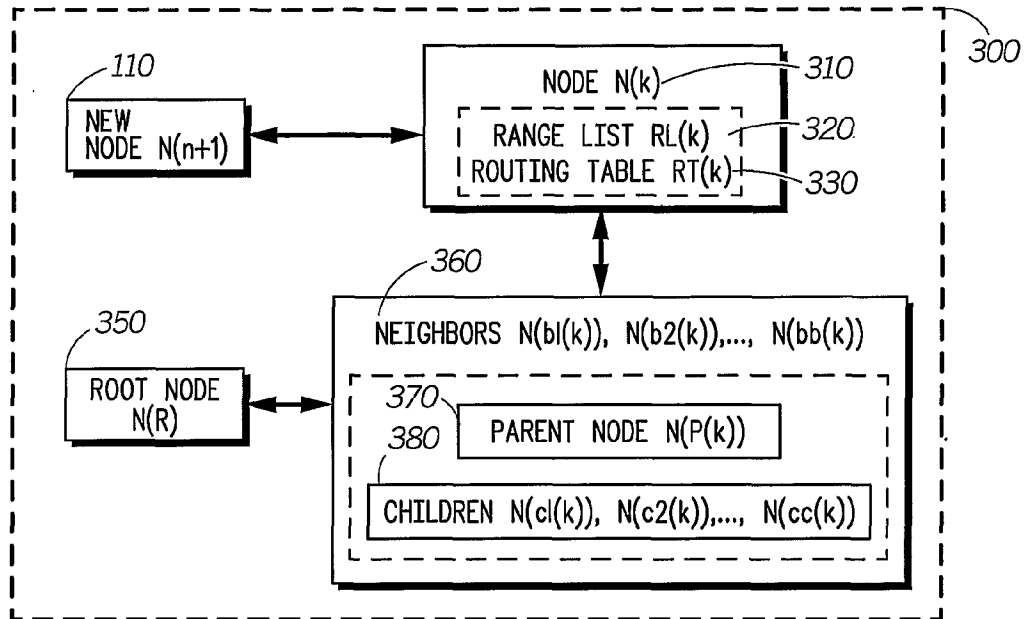 300
110
NEW
NODE N(n+1)
NODE N(k)
310
RANGE LIST RL(k)
320
ROUTING TABLE RT(k)
330
360
NEIGHBORS N(bl(k)), N(b2(k)),..., N(bb(k))
350
ROOT NODE
N(R)
370
PARENT NODE N(P(k))
380
CHILDREN N(cl(k)), N(c2(k)),..., N(cc(k))